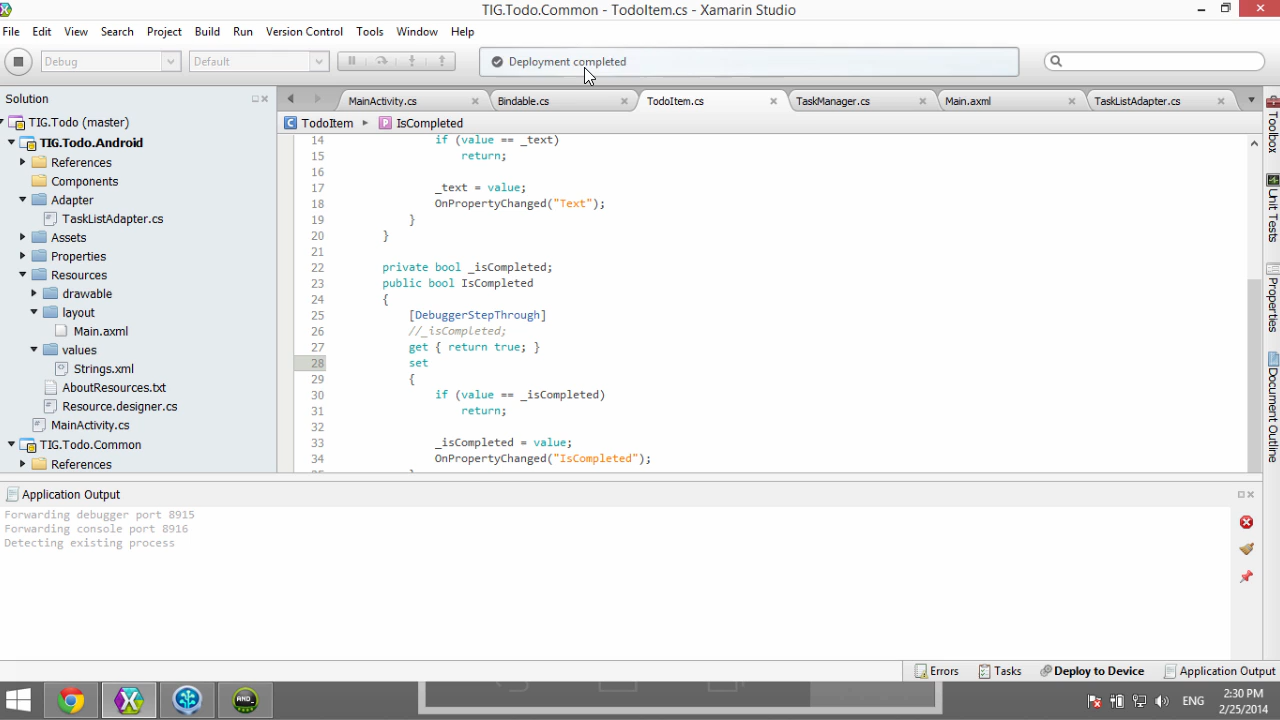 TIG.Todo.Common - TodoItem.cs - Xamarin Studio
File Edit View Search Project Build Run Version Control Tools Window Help
Debug Default Deployment completed
Solution
MainActivity.cs Bindable.cs TodoItem.cs TaskManager.cs Main.axml TaskListAdapter.cs
TodoItem IsCompleted
TIG.Todo (master)
TIG.Todo.Android
References
Components
Adapter
TaskListAdapter.cs
Assets
Properties
Resources
drawable
layout
Main.axml
values
Strings.xml
AboutResources.txt
Resource.designer.cs
MainActivity.cs
TIG.Todo.Common
References
14 if (value == _text)
15 return;
16
17 _text = value;
18 OnPropertyChanged("Text");
19 }
20 }
21
22 private bool _isCompleted;
23 public bool IsCompleted
24 {
25 [DebuggerStepThrough]
26 //_isCompleted;
27 get { return true; }
28 set
29 {
30 if (value == _isCompleted)
31 return;
32
33 _isCompleted = value;
34 OnPropertyChanged("IsCompleted");
Toolbox
Unit Tests
Properties
Document Outline
Application Output
Forwarding debugger port 8915
Forwarding console port 8916
Detecting existing process
Errors Tasks Deploy to Device Application Output
AND
ENG
2:30 PM
2/25/2014